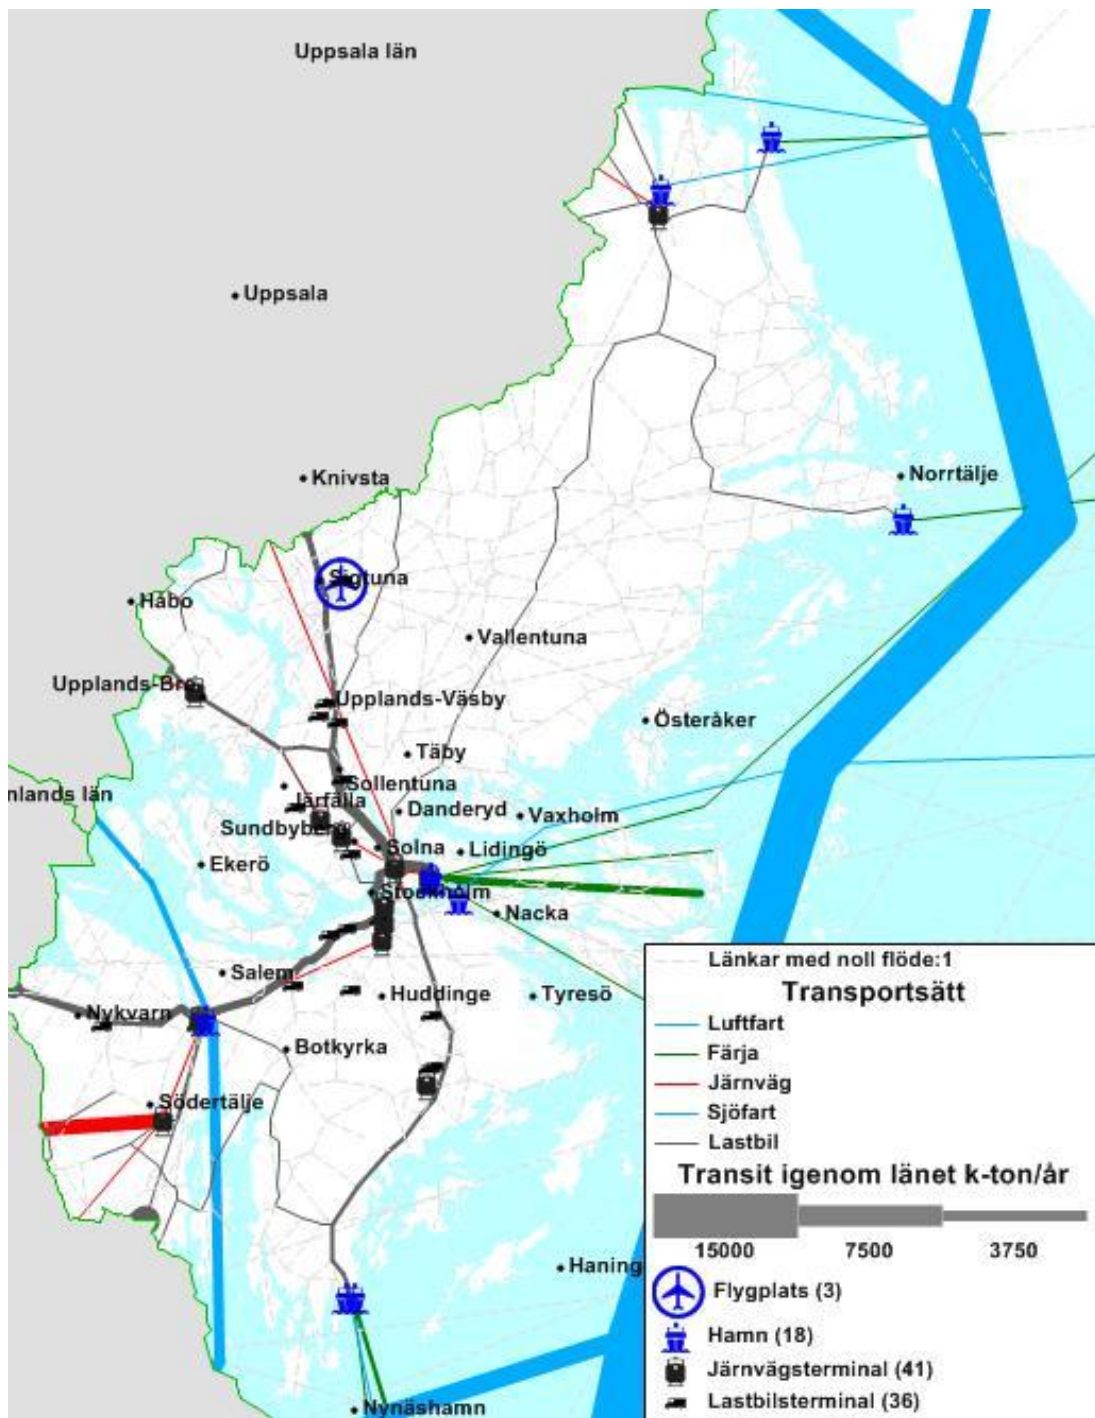 Uppsala län
Uppsala
Norrtälje
Knivsta
Sigtuna
Håbo
Vallentuna
Upplands-Bro
Upplands-Väsby
Österåker
Täby
Sollentuna
nlands län
Järfälla
Danderyd
Vaxholm
Sundbyberg
Solna
Lidingö
Ekerö
Stockholm
Nacka
Salem
Huddinge
Tyresö
Nykvarn
Botkyrka
Södertälje
Haning
Nynäshamn
Länkar med noll flöde:1
Transportsätt
Luftfart
Färja
Järnväg
Sjöfart
Lastbil
Transit igenom länet k-ton/år
15000 7500 3750
Flygplats (3)
Hamn (18)
Järnvägsterminal (41)
Lastbilsterminal (36)